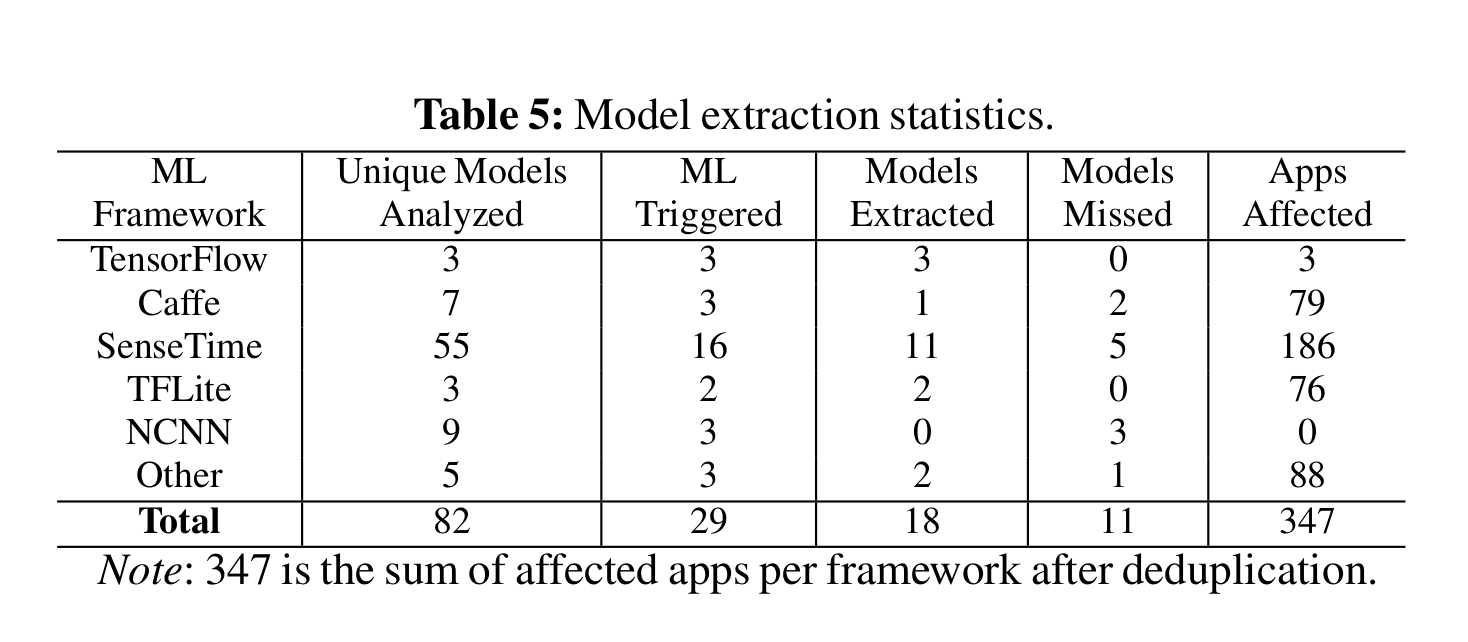 Table 5: Model extraction statistics.
ML Framework | Unique Models Analyzed | ML Triggered | Models Extracted | Models Missed | Apps Affected
TensorFlow | 3 | 3 | 3 | 0 | 3
Caffe | 7 | 3 | 1 | 2 | 79
SenseTime | 55 | 16 | 11 | 5 | 186
TFLite | 3 | 2 | 2 | 0 | 76
NCNN | 9 | 3 | 0 | 3 | 0
Other | 5 | 3 | 2 | 1 | 88
Total | 82 | 29 | 18 | 11 | 347
Note: 347 is the sum of affected apps per framework after deduplication.